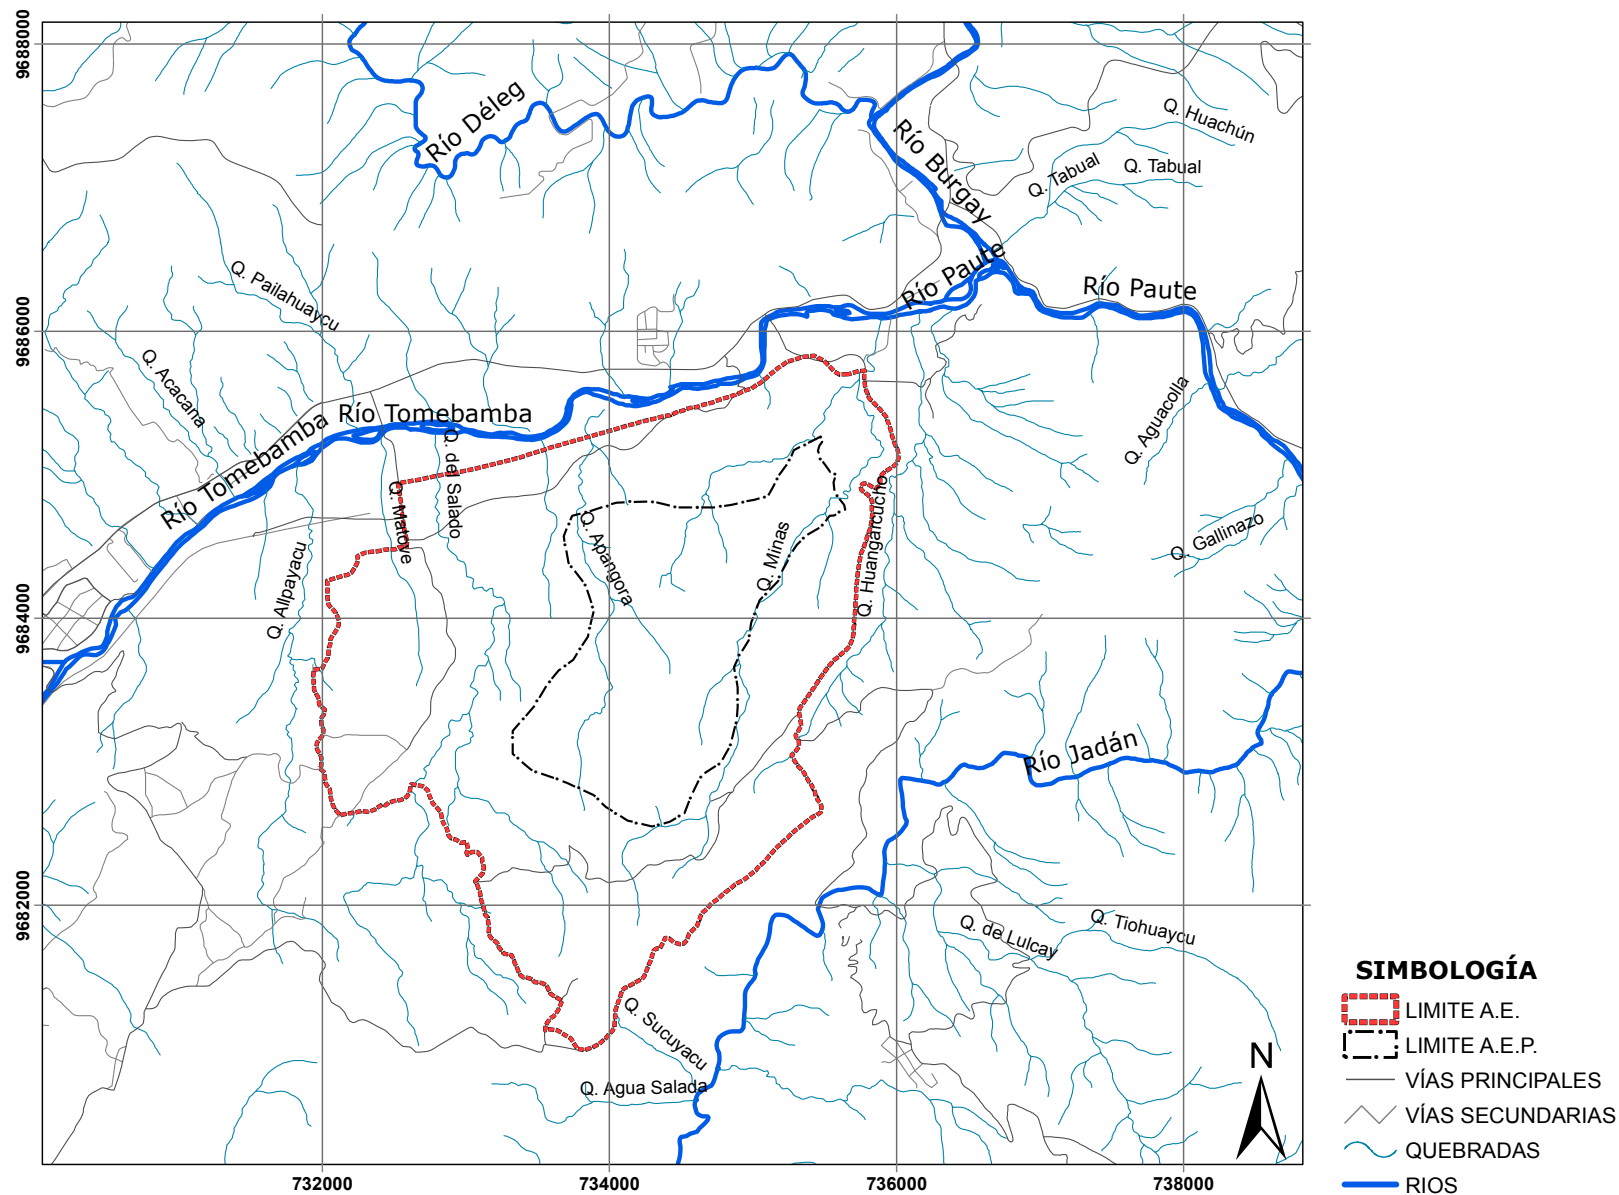 9688000
9686000
9684000
9682000
732000
734000
736000
738000
Río Déleg
Río Burgay
Q. Huachún
Q. Tabual
Q. Tabual
Río Paute
Río Paute
Q. Pailahuaycu
Q. Acacana
Río Tomebamba
Río Tomebamba
Q. del Salado
Q. Matoye
Q. Allpayacu
Q. Apangora
Q. Minas
Q. Huangarcucho
Q. Aguacolla
Q. Gallinazo
Río Jadán
Q. de Lulcay
Q. Tiohuaycu
Q. Sucuyacu
Q. Agua Salada
N
SIMBOLOGÍA
LIMITE A.E.
LIMITE A.E.P.
VÍAS PRINCIPALES
VÍAS SECUNDARIAS
QUEBRADAS
RIOS